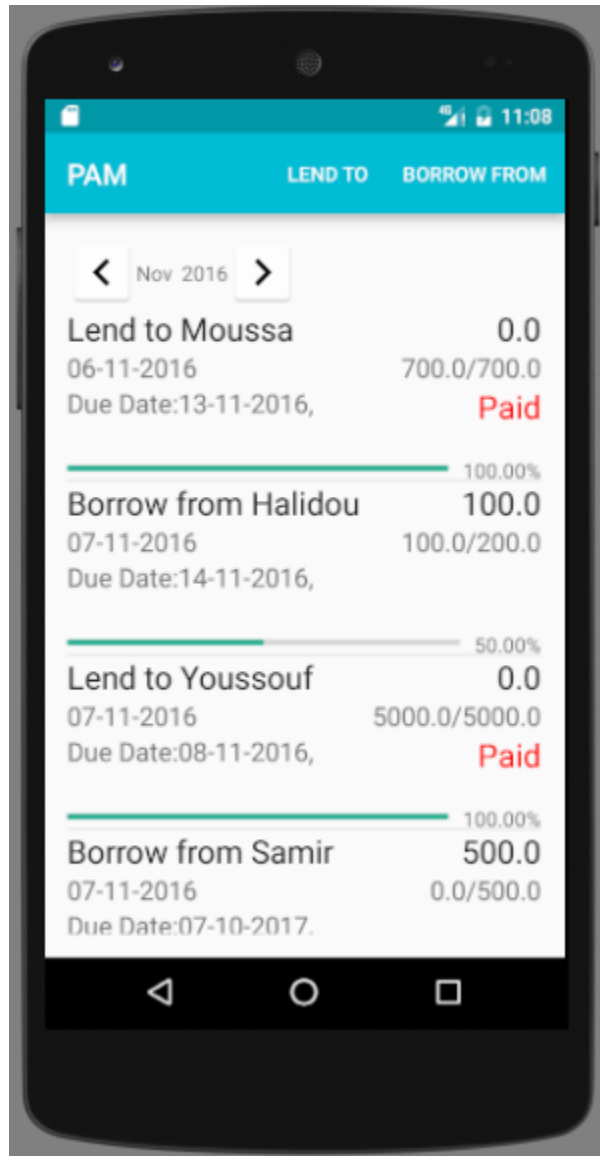 4G 11:08
PAM LEND TO BORROW FROM
Nov 2016
Lend to Moussa 0.0
06-11-2016 700.0/700.0
Due Date:13-11-2016, Paid
100.00%
Borrow from Halidou 100.0
07-11-2016 100.0/200.0
Due Date:14-11-2016,
50.00%
Lend to Youssouf 0.0
07-11-2016 5000.0/5000.0
Due Date:08-11-2016, Paid
100.00%
Borrow from Samir 500.0
07-11-2016 0.0/500.0
Due Date:07-10-2017,